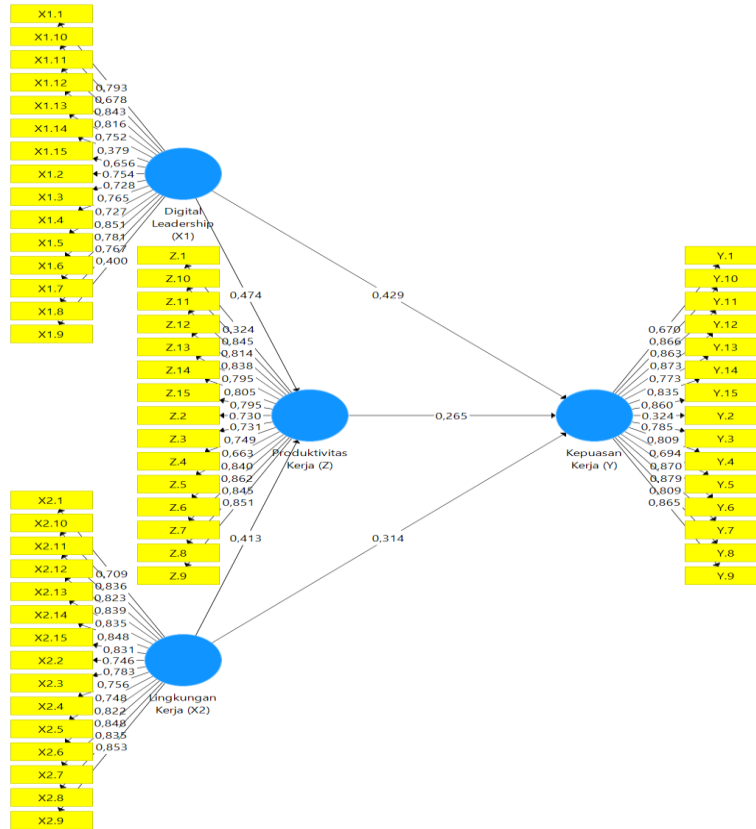 X1.1
X1.10
X1.11
X1.12
X1.13
X1.14
X1.15
X1.2
X1.3
X1.4
X1.5
X1.6
X1.7
X1.8
X1.9
0,793
0,678
0,843
0,816
0,752
0,379
0,656
0,754
0,728
0,765
0,727
0,851
0,781
0,767
0,400
Digital
Leadership
(X1)
0,474
0,429
Z.1
Z.10
Z.11
Z.12
Z.13
Z.14
Z.15
Z.2
Z.3
Z.4
Z.5
Z.6
Z.7
Z.8
Z.9
0,324
0,845
0,814
0,838
0,795
0,805
0,795
0,730
0,731
0,749
0,663
0,840
0,862
0,845
0,851
Produktivitas
Kerja (Z)
0,265
0,413
0,314
Y.1
Y.10
Y.11
Y.12
Y.13
Y.14
Y.15
Y.2
Y.3
Y.4
Y.5
Y.6
Y.7
Y.8
Y.9
0,670
0,866
0,863
0,873
0,773
0,835
0,860
0,324
0,785
0,809
0,694
0,870
0,879
0,809
0,865
Kepuasan
Kerja (Y)
X2.1
X2.10
X2.11
X2.12
X2.13
X2.14
X2.15
X2.2
X2.3
X2.4
X2.5
X2.6
X2.7
X2.8
X2.9
0,709
0,836
0,823
0,839
0,835
0,848
0,831
0,746
0,783
0,756
0,748
0,822
0,848
0,835
0,853
Lingkungan
Kerja (X2)